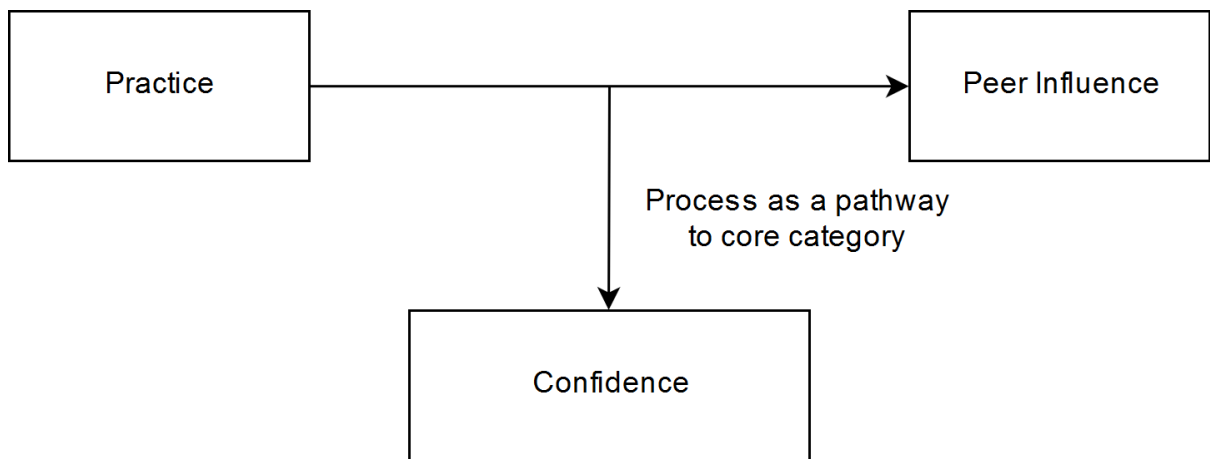 Practice
Peer Influence
Process as a pathway
to core category
Confidence